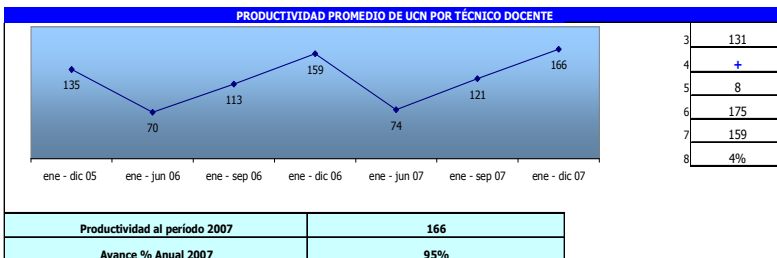 PRODUCTIVIDAD PROMEDIO DE UCN POR TÉCNICO DOCENTE
135
70
113
159
74
121
166
ene - dic 05
ene - jun 06
ene - sep 06
ene - dic 06
ene - jun 07
ene - sep 07
ene - dic 07
3 131
4 +
5 8
6 175
7 159
8 4%
Productividad al período 2007 166
Avance % Anual 2007 95%